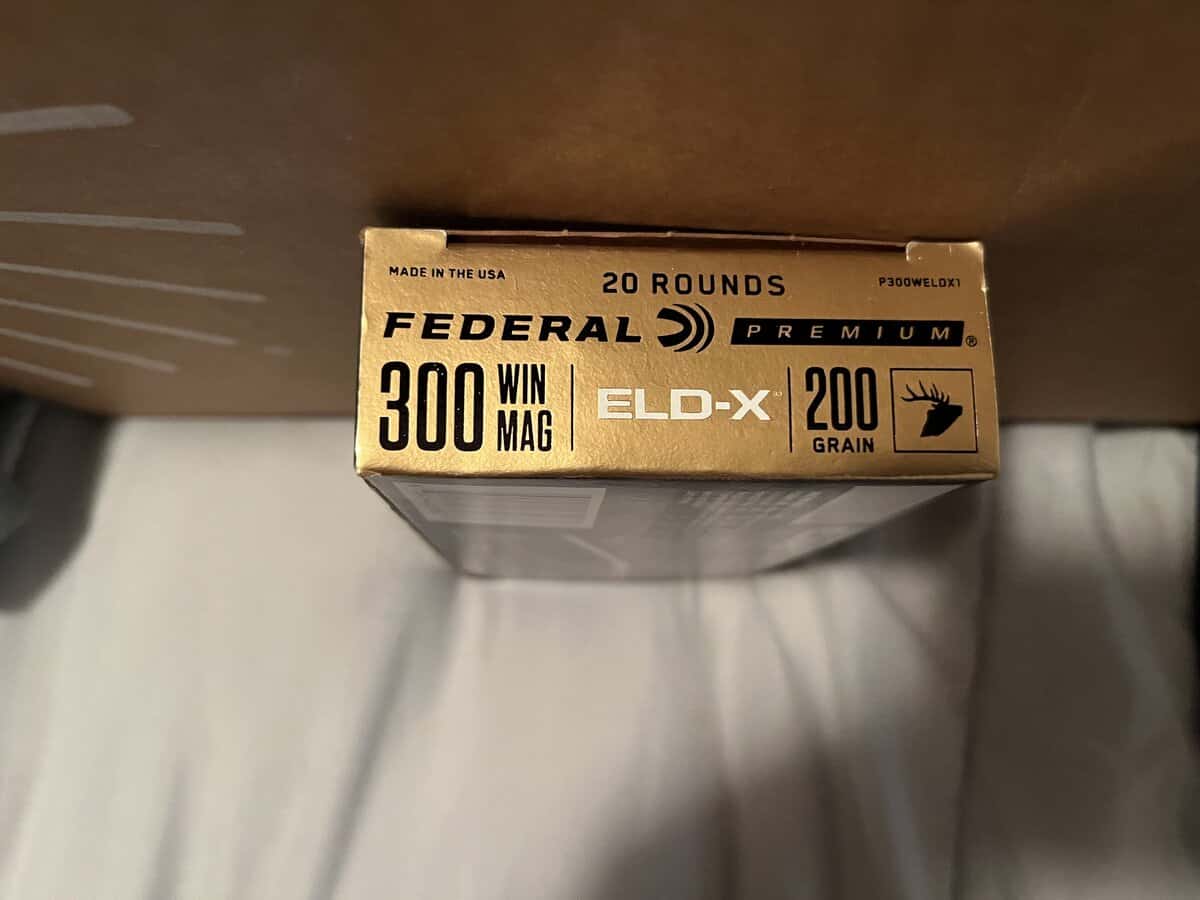 MADE IN THE USA 20 ROUNDS P300WELDX1
FEDERAL PREMIUM®
300 WIN MAG ELD-X 200 GRAIN